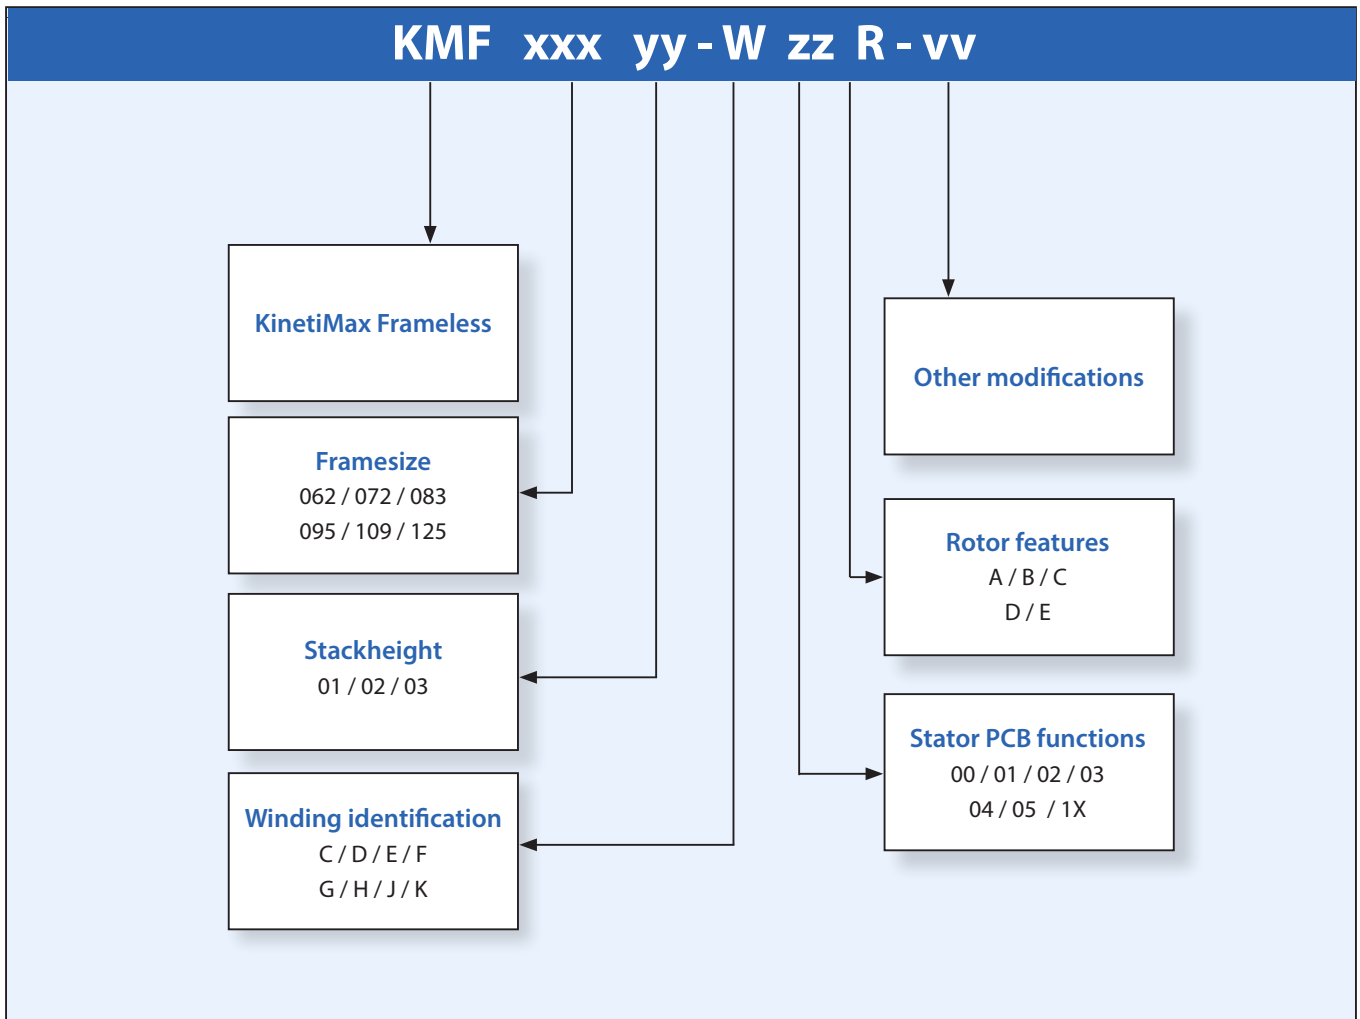 KMF xxx yy - W zz R - vv
KinetiMax Frameless
Framesize
062 / 072 / 083
095 / 109 / 125
Stackheight
01 / 02 / 03
Winding identification
C / D / E / F
G / H / J / K
Other modifications
Rotor features
A / B / C
D / E
Stator PCB functions
00 / 01 / 02 / 03
04 / 05 / 1X